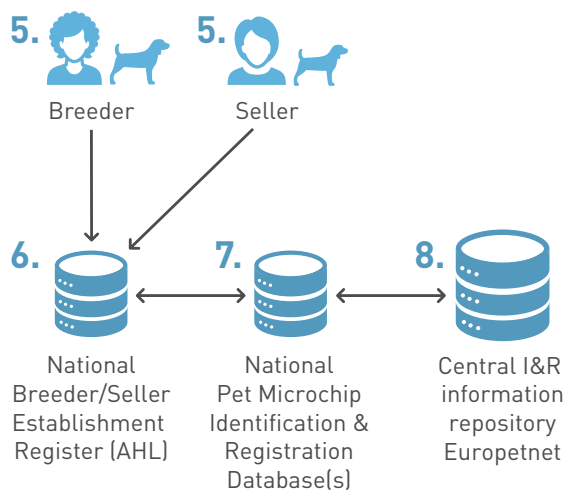 5.
Breeder
5.
Seller
6.
National
Breeder/Seller
Establishment
Register (AHL)
7.
National
Pet Microchip
Identification &
Registration
Database(s)
8.
Central I&R
information
repository
Europetnet